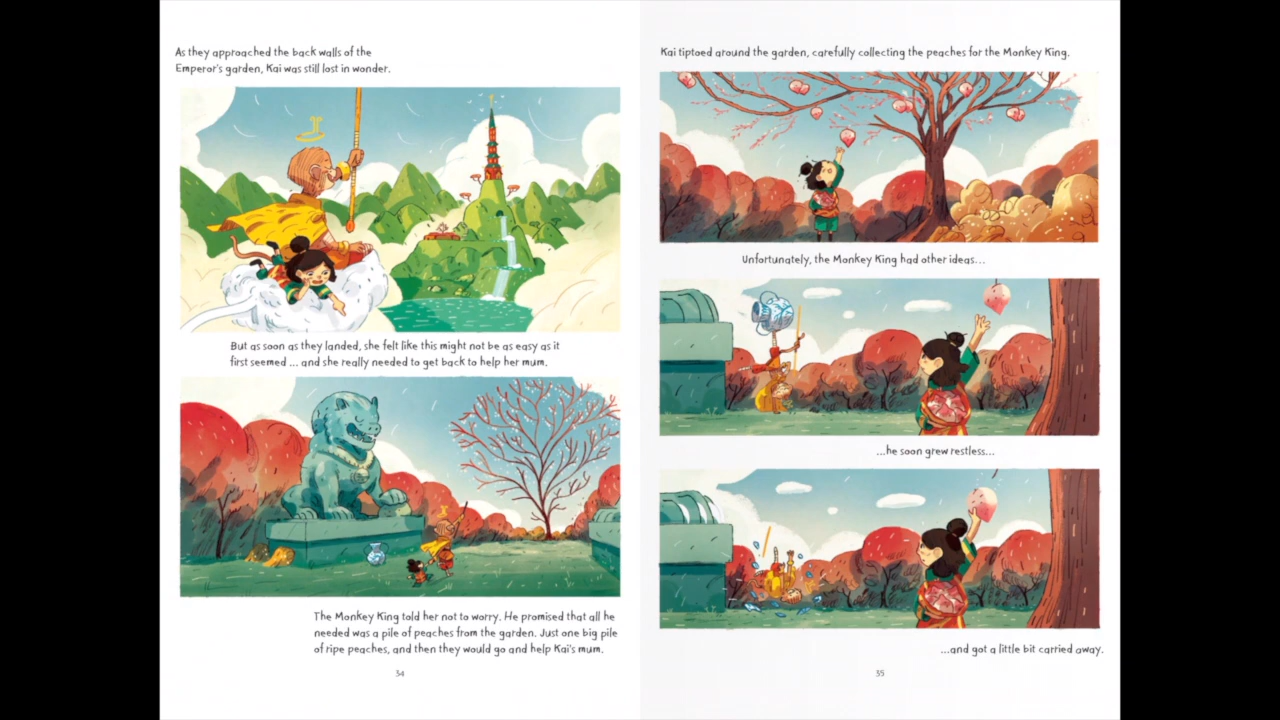 As they approached the back walls of the
Emperor's garden, Kai was still lost in wonder.
But as soon as they landed, she felt like this might not be as easy as it
first seemed ... and she really needed to get back to help her mum.
The Monkey King told her not to worry. He promised that all he
needed was a pile of peaches from the garden. Just one big pile
of ripe peaches, and then they would go and help Kai's mum.
34
Kai tiptoed around the garden, carefully collecting the peaches for the Monkey King.
Unfortunately, the Monkey King had other ideas...
...he soon grew restless...
...and got a little bit carried away.
35